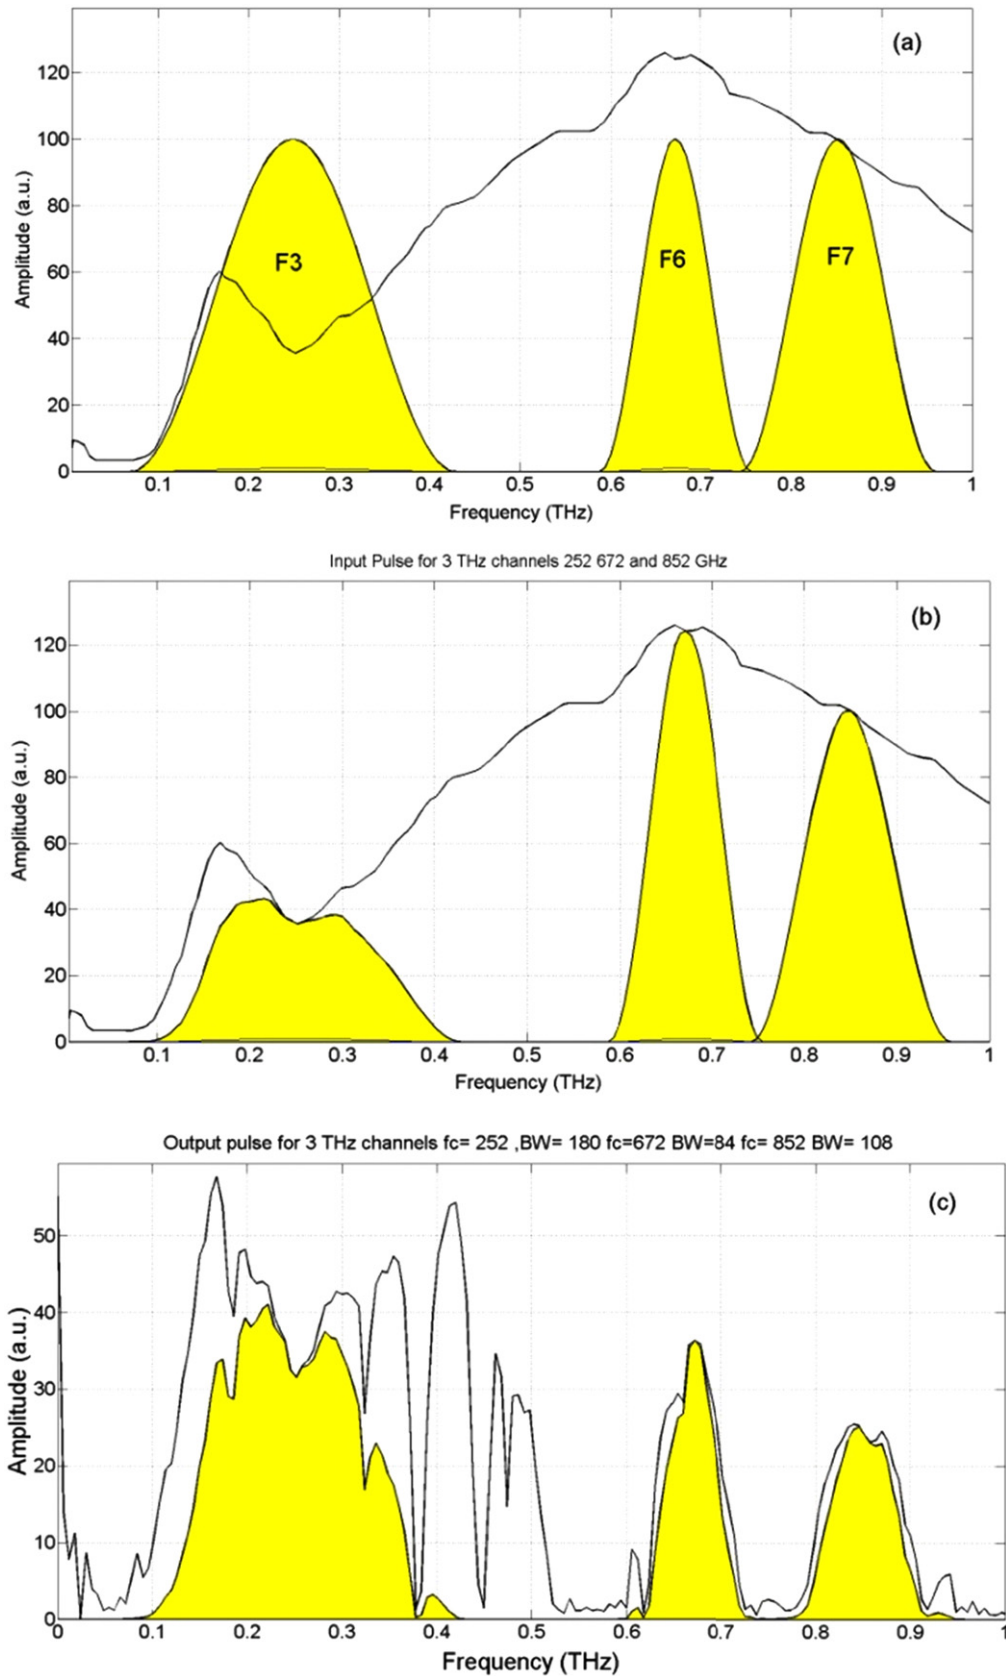 (a)
120
100
80
60
40
20
0
Amplitude (a.u.)
F3
F6
F7
0.1 0.2 0.3 0.4 0.5 0.6 0.7 0.8 0.9 1
Frequency (THz)
Input Pulse for 3 THz channels 252 672 and 852 GHz
(b)
120
100
80
60
40
20
0
Amplitude (a.u.)
0.1 0.2 0.3 0.4 0.5 0.6 0.7 0.8 0.9 1
Frequency (THz)
Output pulse for 3 THz channels fc= 252 ,BW= 180 fc=672 BW=84 fc= 852 BW= 108
(c)
50
40
30
20
10
0
Amplitude (a.u.)
0 0.1 0.2 0.3 0.4 0.5 0.6 0.7 0.8 0.9 1
Frequency (THz)